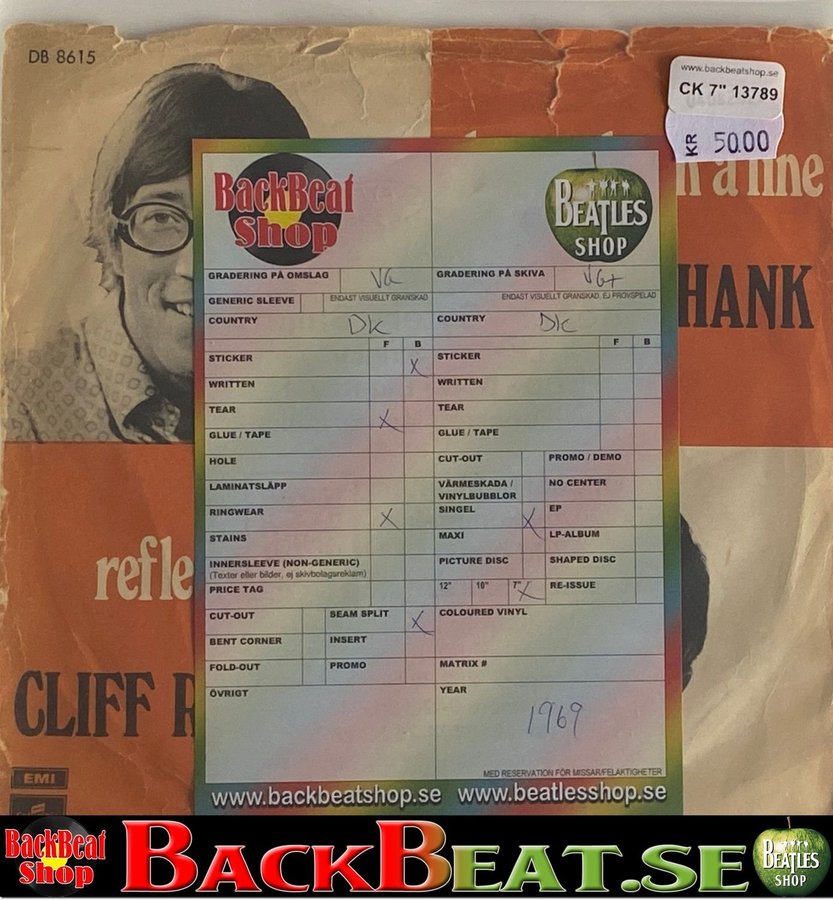 DB 8615
www.backbeatshop.se
CK 7" 13789
KR 50.00
n a line
HANK
refle
CLIFF R
EMI
BackBeat
Shop
BEATLES
SHOP
GRADERING PÅ OMSLAG VG
GENERIC SLEEVE ENDAST VISUELLT GRANSKAD
COUNTRY DK
F B
STICKER X
WRITTEN
TEAR X
GLUE / TAPE
HOLE
LAMINATSLÄPP
RINGWEAR X
STAINS
INNERSLEEVE (NON-GENERIC)
(Texter eller bilder, ej skivbolagsreklam)
PRICE TAG
CUT-OUT BEAM SPLIT X
BENT CORNER INSERT
FOLD-OUT PROMO
ÖVRIGT
GRADERING PÅ SKIVA VG+
ENDAST VISUELLT GRANSKAD, EJ PROVSPELAD
COUNTRY DK
F B
STICKER
WRITTEN
TEAR
GLUE / TAPE
CUT-OUT PROMO / DEMO
VÄRMESKADA / NO CENTER
VINYLBUBBLOR
SINGEL X EP
MAXI LP-ALBUM
PICTURE DISC SHAPED DISC
12" 10" 7" X RE-ISSUE
COLOURED VINYL
MATRIX #
YEAR
1969
MED RESERVATION FÖR MISSAR/FELAKTIGHETER
www.backbeatshop.se www.beatlesshop.se
BackBeat
Shop
BACKBEAT.SE
BEATLES
SHOP